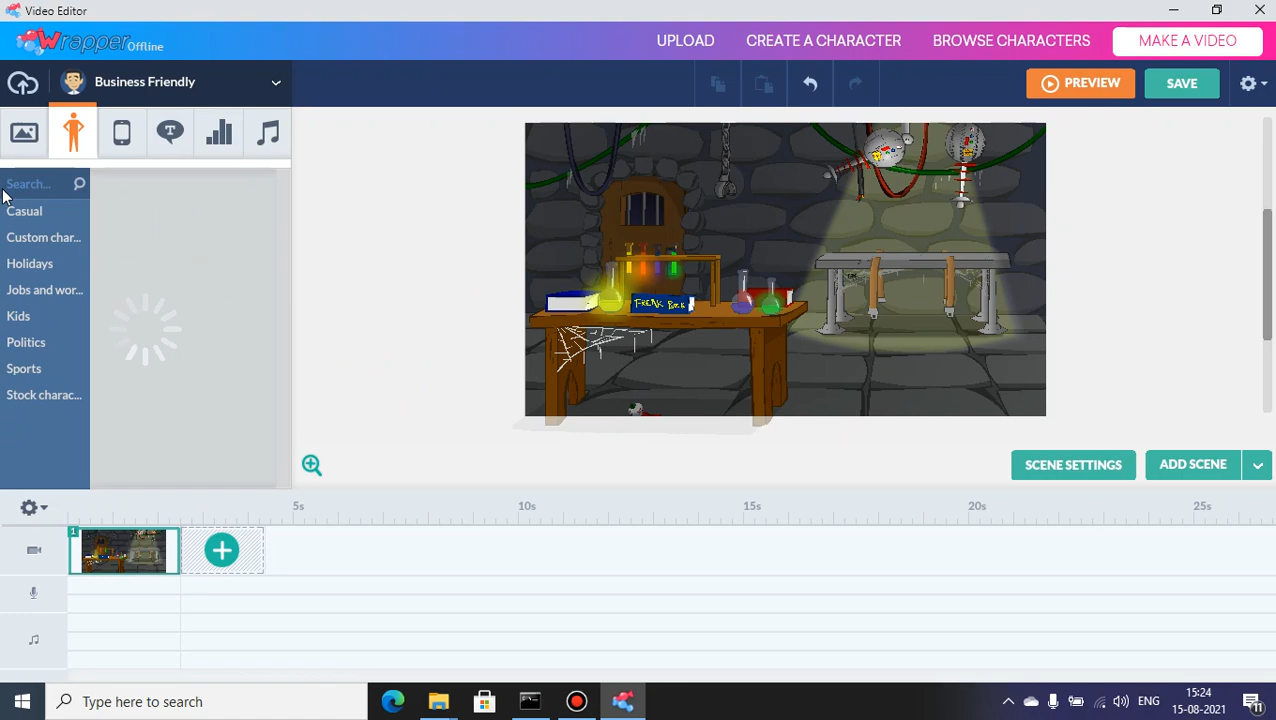 Video Editor
Wrapper Offline
UPLOAD
CREATE A CHARACTER
BROWSE CHARACTERS
MAKE A VIDEO
Business Friendly
PREVIEW
SAVE
Search...
Casual
Custom char...
Holidays
Jobs and wor...
Kids
Politics
Sports
Stock charac...
FREAK BOOK
SCENE SETTINGS
ADD SCENE
5s
10s
15s
20s
25s
1
Type here to search
ENG
15:24
15-08-2021
11